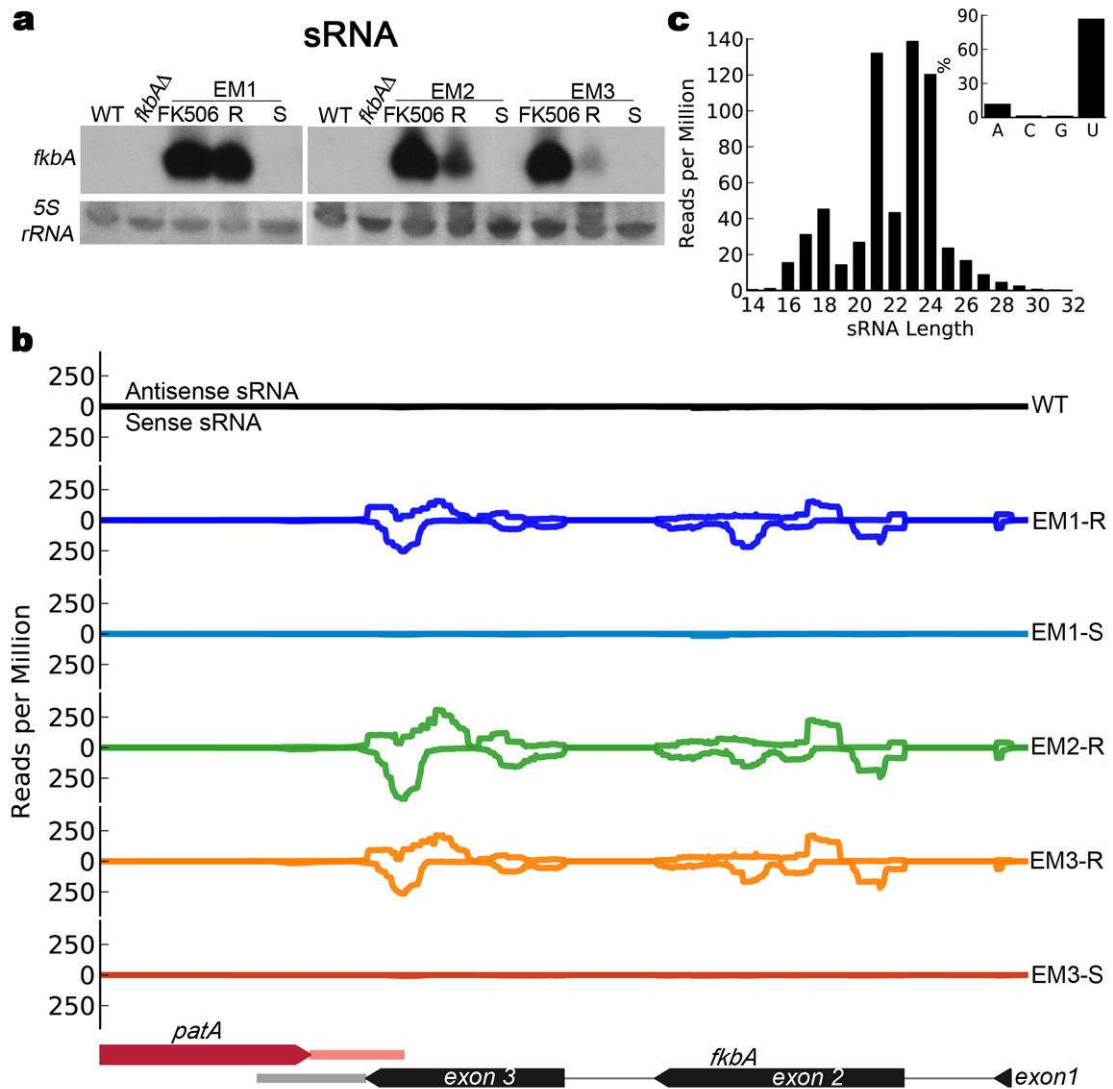 a
sRNA
WT fkbAΔ EM1 FK506 R S
WT fkbAΔ EM2 FK506 R S EM3 FK506 R S
fkbA
5S
rRNA
c
Reads per Million
140
120
100
80
60
40
20
0
14 16 18 20 22 24 26 28 30 32
sRNA Length
%
90
60
30
0
A C G U
b
Reads per Million
250
0
250
Antisense sRNA
Sense sRNA
WT
250
0
250
EM1-R
250
0
250
EM1-S
250
0
250
EM2-R
250
0
250
EM3-R
250
0
250
EM3-S
patA
fkbA
exon 3
exon 2
exon1